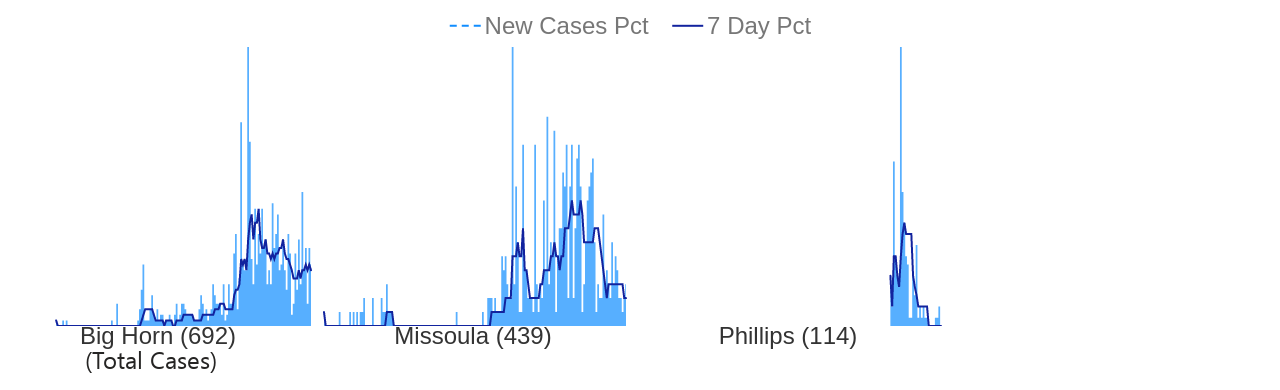 New Cases Pct 7 Day Pct
Big Horn (692) Missoula (439) Phillips (114)
(Total Cases)